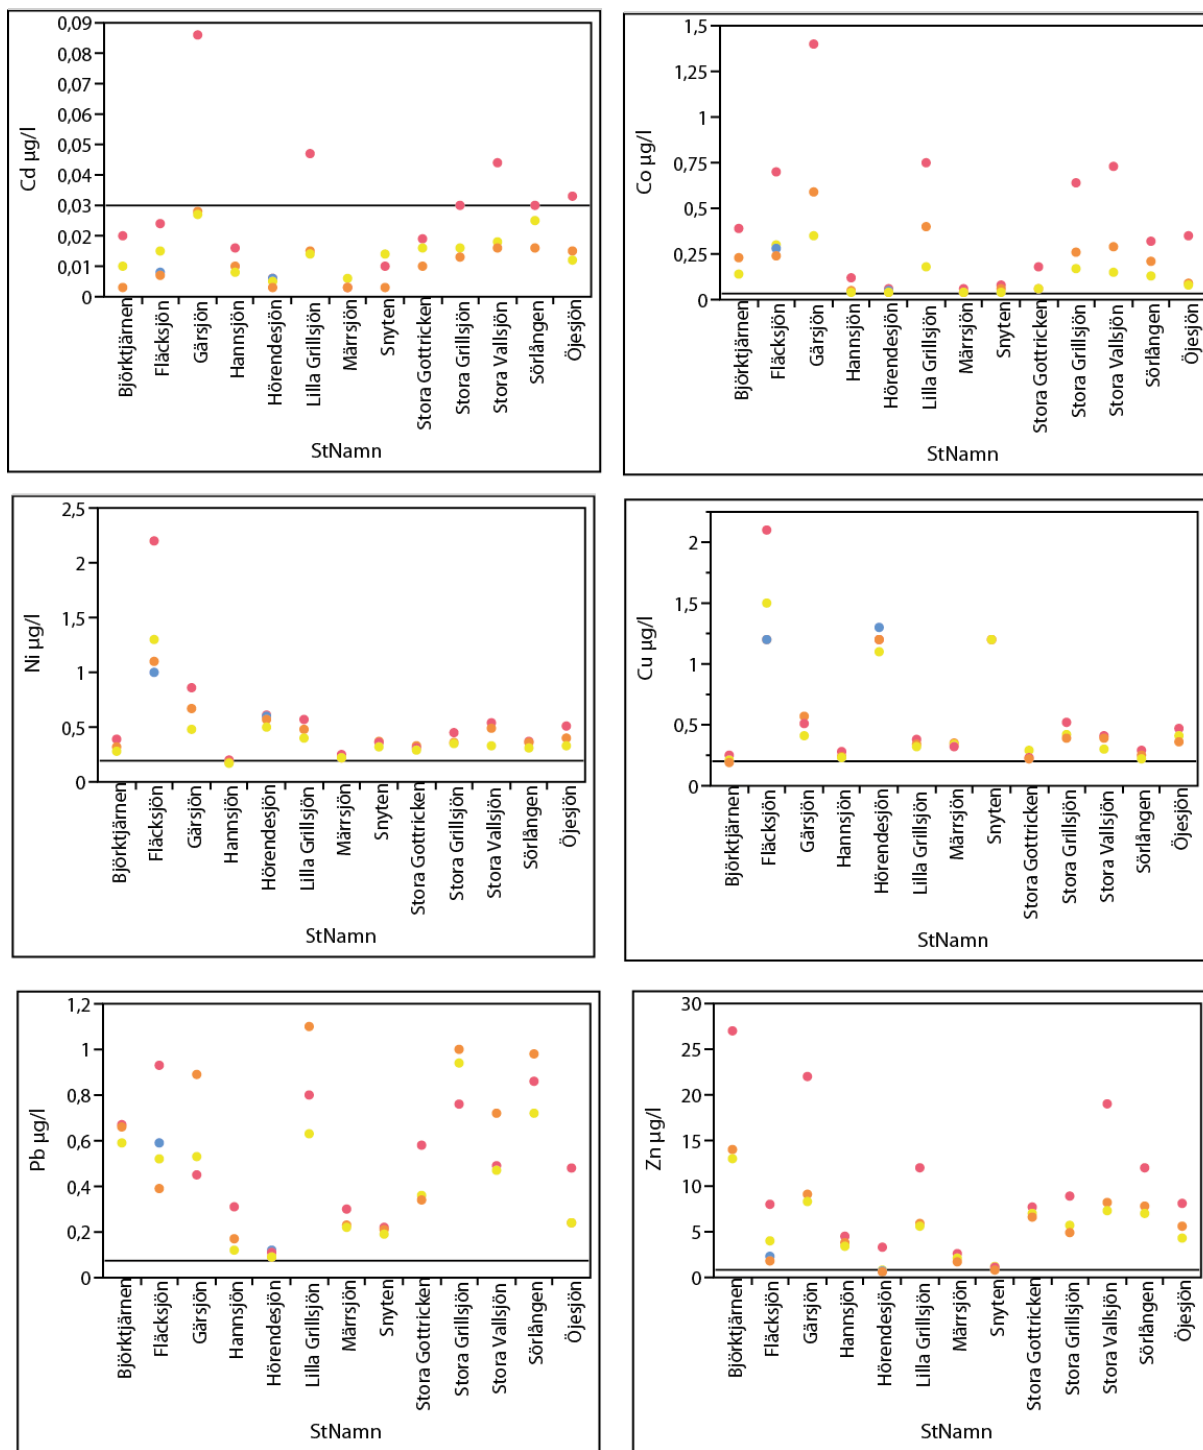 Cd µg/l
0,09
0,08
0,07
0,06
0,05
0,04
0,03
0,02
0,01
0
Björktjärnen
Fläcksjön
Gärsjön
Hannsjön
Hörendesjön
Lilla Grillsjön
Märrsjön
Snyten
Stora Gottricken
Stora Grillsjön
Stora Vallsjön
Sörlången
Öjesjön
StNamn
Co µg/l
1,5
1,25
1
0,75
0,5
0,25
0
Björktjärnen
Fläcksjön
Gärsjön
Hannsjön
Hörendesjön
Lilla Grillsjön
Märrsjön
Snyten
Stora Gottricken
Stora Grillsjön
Stora Vallsjön
Sörlången
Öjesjön
StNamn
Ni µg/l
2,5
2
1,5
1
0,5
0
Björktjärnen
Fläcksjön
Gärsjön
Hannsjön
Hörendesjön
Lilla Grillsjön
Märrsjön
Snyten
Stora Gottricken
Stora Grillsjön
Stora Vallsjön
Sörlången
Öjesjön
StNamn
Cu µg/l
2
1,5
1
0,5
0
Björktjärnen
Fläcksjön
Gärsjön
Hannsjön
Hörendesjön
Lilla Grillsjön
Märrsjön
Snyten
Stora Gottricken
Stora Grillsjön
Stora Vallsjön
Sörlången
Öjesjön
StNamn
Pb µg/l
1,2
1
0,8
0,6
0,4
0,2
0
Björktjärnen
Fläcksjön
Gärsjön
Hannsjön
Hörendesjön
Lilla Grillsjön
Märrsjön
Snyten
Stora Gottricken
Stora Grillsjön
Stora Vallsjön
Sörlången
Öjesjön
StNamn
Zn µg/l
30
25
20
15
10
5
0
Björktjärnen
Fläcksjön
Gärsjön
Hannsjön
Hörendesjön
Lilla Grillsjön
Märrsjön
Snyten
Stora Gottricken
Stora Grillsjön
Stora Vallsjön
Sörlången
Öjesjön
StNamn